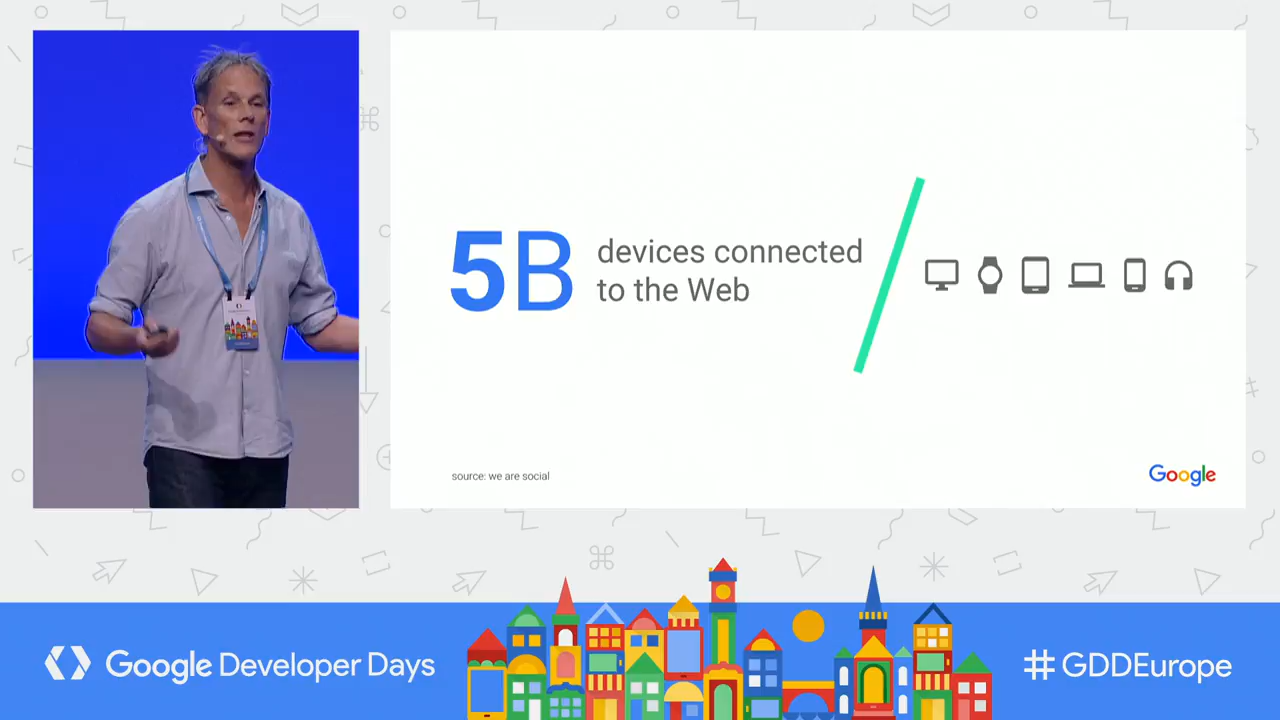 5B devices connected
to the Web
source: we are social
Google
Google Developer Days
#GDDEurope